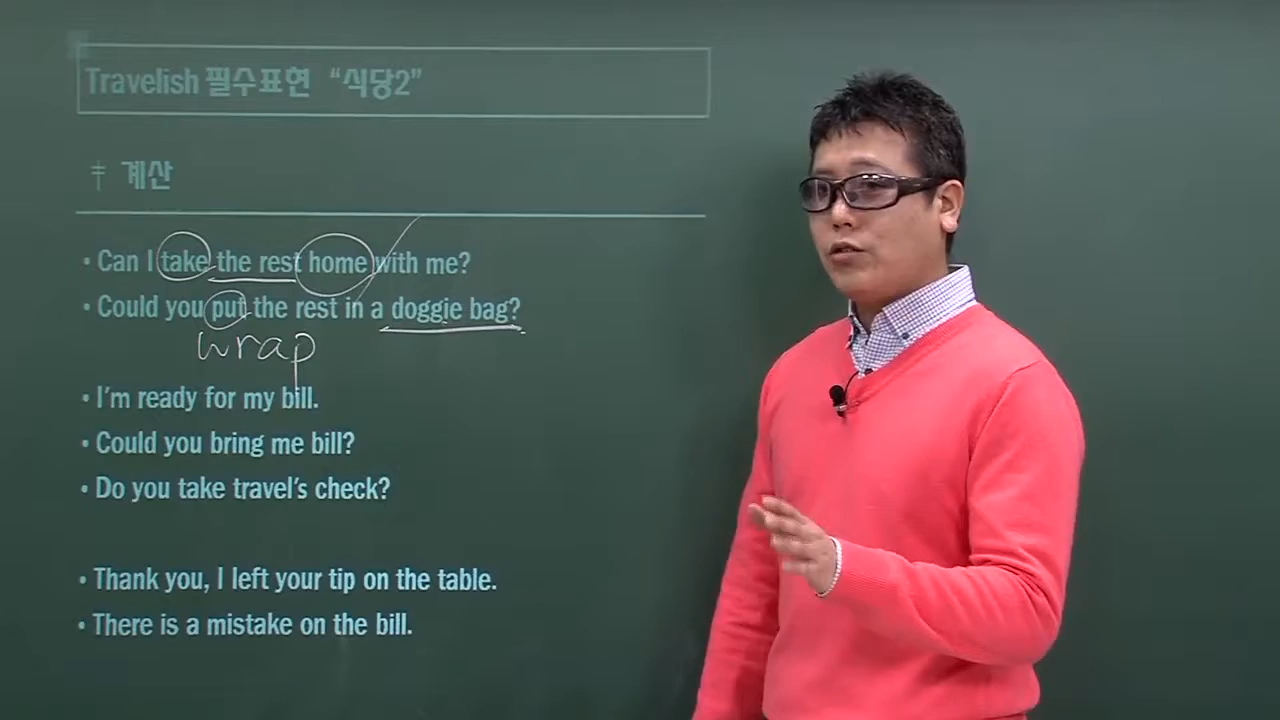 Travelish 필수표현 “식당2”
계산
• Can I take the rest home with me?
• Could you put the rest in a doggie bag?
wrap
• I'm ready for my bill.
• Could you bring me bill?
• Do you take travel's check?
• Thank you, I left your tip on the table.
• There is a mistake on the bill.